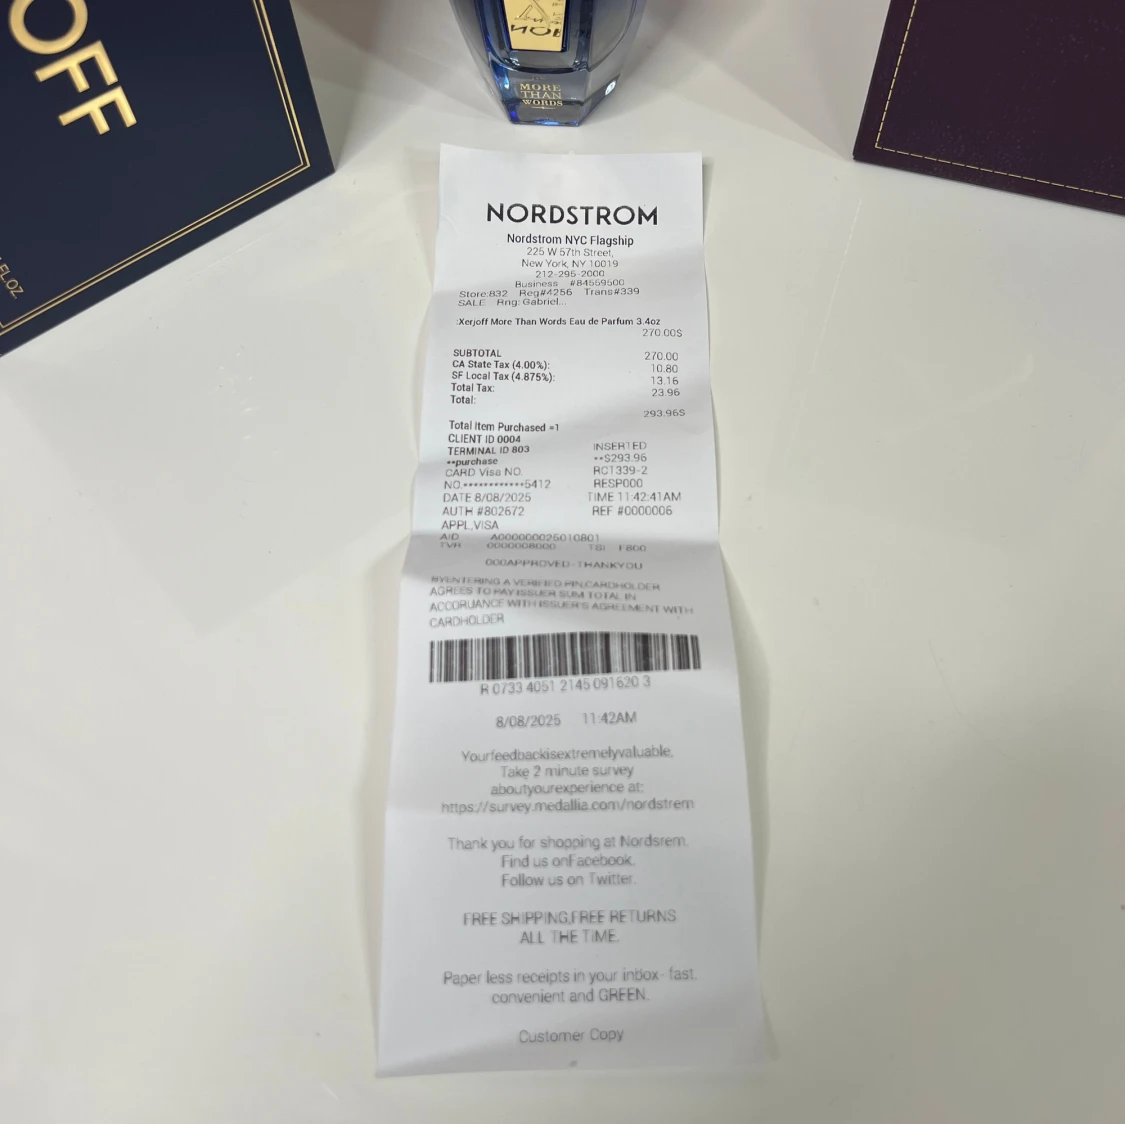 OFF
FL.OZ
MORE
THAN
WORDS
NORDSTROM
Nordstrom NYC Flagship
225 W 57th Street,
New York, NY 10019
212-295-2000
Business #84559500
Store:832 Reg#4256 Trans#339
SALE Rng: Gabriel...
:Xerjoff More Than Words Eau de Parfum 3.4oz
270.00S
SUBTOTAL 270.00
CA State Tax (4.00%): 10.80
SF Local Tax (4.875%): 13.16
Total Tax: 23.96
Total:
293.96S
Total Item Purchased =1
CLIENT ID 0004
TERMINAL ID 803 INSERTED
**purchase **S293.96
CARD Visa NO. RCT339-2
NO.************5412 RESP000
DATE 8/08/2025 TIME 11:42:41AM
AUTH #802672 REF #0000006
APPL,VISA
AID A000000025010801
TVR 0000008000 TSI F800
000APPROVED-THANKYOU
BYENTERING A VERIFIED PIN,CARDHOLDER
AGREES TO PAY ISSUER SUM TOTAL IN
ACCORUANCE WITH ISSUER'S AGREEMENT WITH
CARDHOLDER
R 0733 4051 2145 091620 3
8/08/2025 11:42AM
Yourfeedbackisextremelyvaluable,
Take 2 minute survey
aboutyourexperience at:
https://survey.medallia.com/nordstrem
Thank you for shopping at Nordsrem.
Find us onFacebook.
Follow us on Twitter.
FREE SHIPPING,FREE RETURNS
ALL THE TIME.
Paper less receipts in your inbox- fast.
convenient and GREEN.
Customer Copy